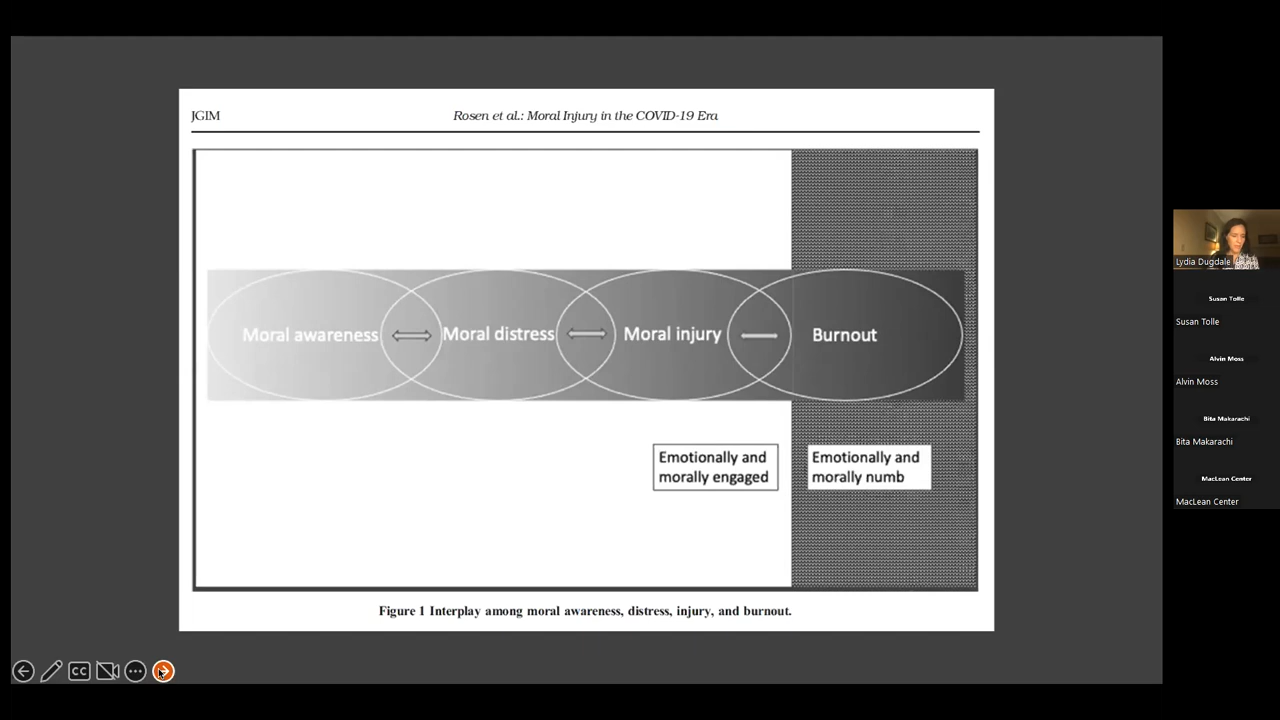 JGIM
Rosen et al.: Moral Injury in the COVID-19 Era
Moral awareness
Moral distress
Moral injury
Burnout
Emotionally and
morally engaged
Emotionally and
morally numb
Figure 1 Interplay among moral awareness, distress, injury, and burnout.
CC
Lydia Dugdale
Susan Tolle
Susan Tolle
Alvin Moss
Alvin Moss
Bita Makarachi
Bita Makarachi
MacLean Center
MacLean Center